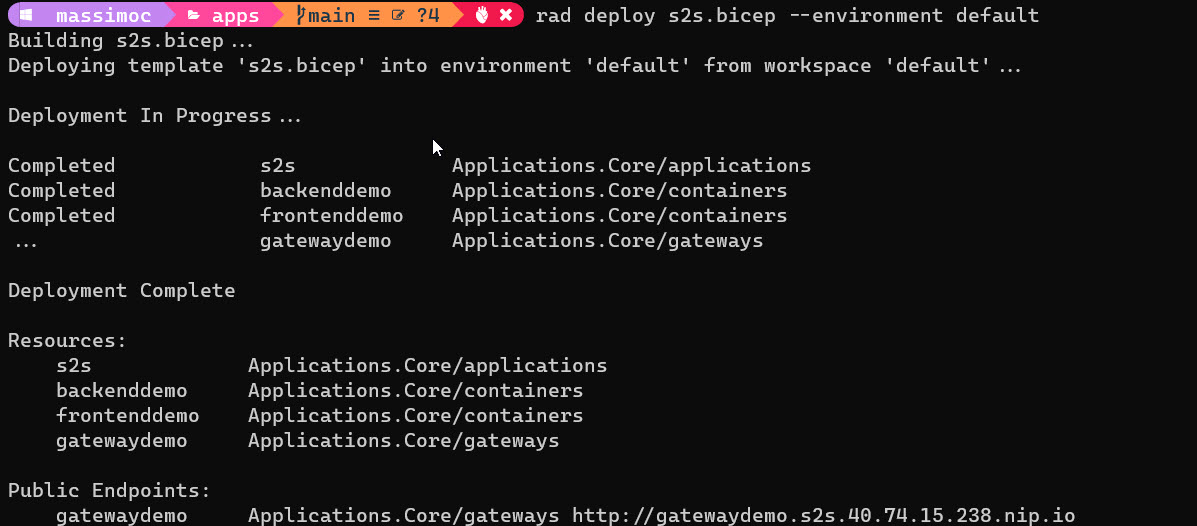 massimoc apps main ≡ ?4 rad deploy s2s.bicep --environment default
Building s2s.bicep...
Deploying template 's2s.bicep' into environment 'default' from workspace 'default'...
Deployment In Progress...
Completed s2s Applications.Core/applications
Completed backenddemo Applications.Core/containers
Completed frontenddemo Applications.Core/containers
... gatewaydemo Applications.Core/gateways
Deployment Complete
Resources:
s2s Applications.Core/applications
backenddemo Applications.Core/containers
frontenddemo Applications.Core/containers
gatewaydemo Applications.Core/gateways
Public Endpoints:
gatewaydemo Applications.Core/gateways http://gatewaydemo.s2s.40.74.15.238.nip.io